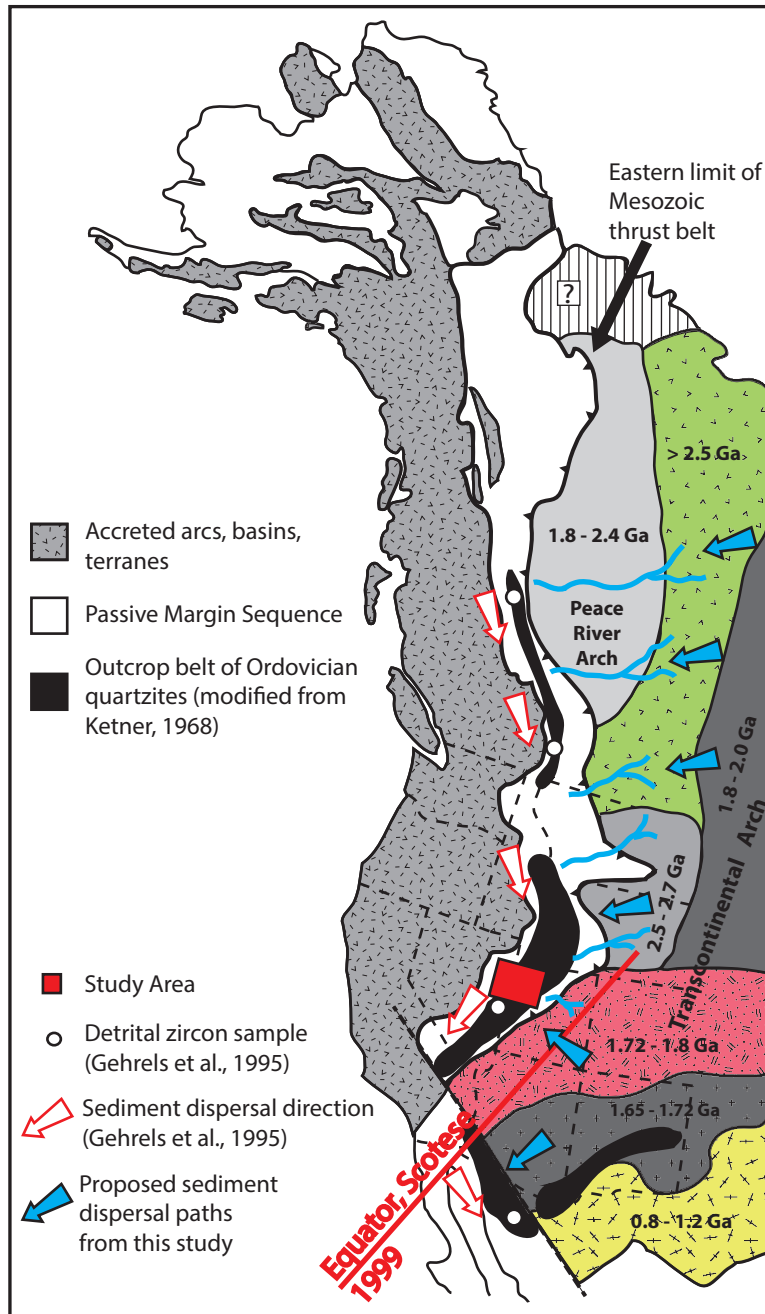 Eastern limit of
Mesozoic
thrust belt
?
> 2.5 Ga
1.8 - 2.4 Ga
Peace
River
Arch
Accreted arcs, basins,
terranes
Passive Margin Sequence
Outcrop belt of Ordovician
quartzites (modified from
Ketner, 1968)
1.8 - 2.0 Ga
Transcontinental Arch
2.5 - 2.7 Ga
Study Area
Detrital zircon sample
(Gehrels et al., 1995)
Sediment dispersal direction
(Gehrels et al., 1995)
Proposed sediment
dispersal paths
from this study
1.72 - 1.8 Ga
1.65 - 1.72 Ga
0.8 - 1.2 Ga
Equator, Scotese
1999